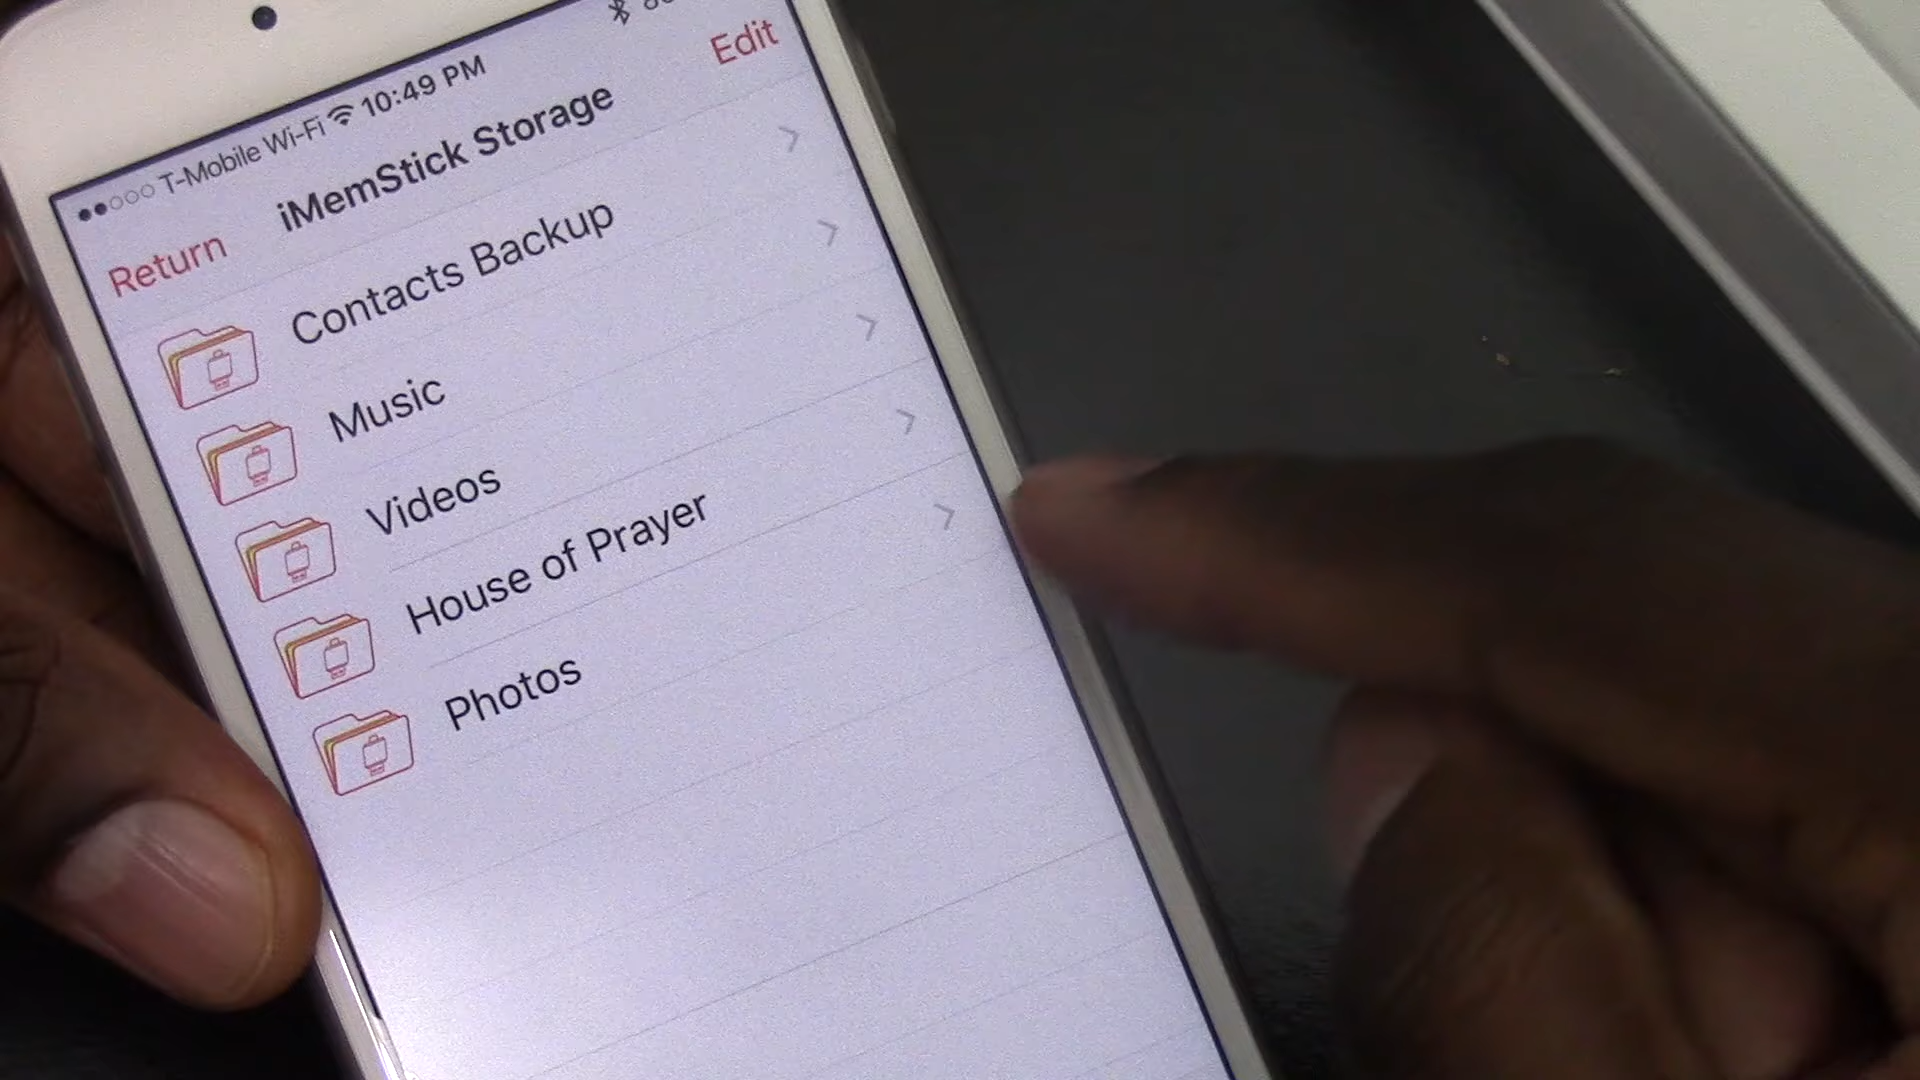 T-Mobile Wi-Fi 10:49 PM
Return
iMemStick Storage
Edit
Contacts Backup
Music
Videos
House of Prayer
Photos